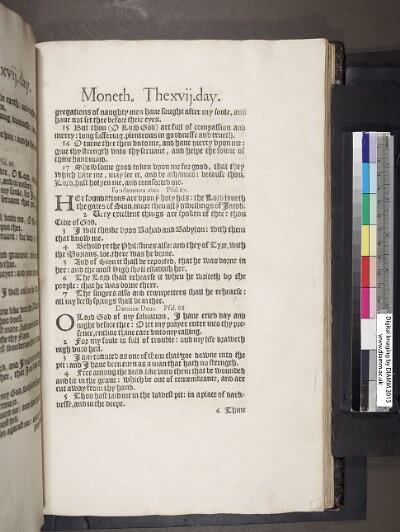 Moneth. The xvij. day.
gregations of naughty men haue sought after my soule, and
haue not set thee before their eyes.
15 But thou (O Lord God) art full of compassion and
mercy: long suffering, plenteous in goodnesse and trueth.
16 O turne thee then vnto me, and haue mercy vpon me:
giue thy strength vnto thy seruant, and helpe the sonne of
thine handmaid.
17 Shew some good token vpon me for good, that they
which hate me, may see it, and be ashamed: because thou,
Lord, hast holpen me, and comforted me.
Fundamenta eius. Psal. 87.
HEr foundations are vpon ye holy hils: the Lord loueth
the gates of Sion, more then all ye dwellings of Jacob.
2 Uery excellent things are spoken of thee: thou
Citie of God.
3 I will thinke vpon Rahab and Babylon: with them
that know me.
4 Behold ye the Philistines also: and they of Tyre, with
the Morians, loe, there was he borne.
5 And of Sion it shall be reported, that he was borne in
her: and the most High shall stablish her.
6 The Lord shall rehearse it when he writeth vp the
people: that he was borne there.
7 The singers also and trumpetters shall he rehearse:
all my fresh springs shall be in thee.
Domine Deus. Psal. 88.
O Lord God of my saluation, I haue cried day and
night before thee: O let my prayer enter into thy pre-
sence, encline thine eare vnto my calling.
2 For my soule is full of trouble: and my life draweth
nigh vnto hell.
3 I am counted as one of them that goe downe into the
pit: and I haue beene euen as a man that hath no strength.
4 Free among the dead, like vnto them that be wounded
and lie in the graue: which be out of remembrance, and are
cut away from thy hand.
5 Thou hast laid me in the lowest pit: in a place of dark-
nesse, and in the deepe.
6 Thine
xvij. day.
Digital Imaging by DIAMM 2013
www.diamm.ac.uk